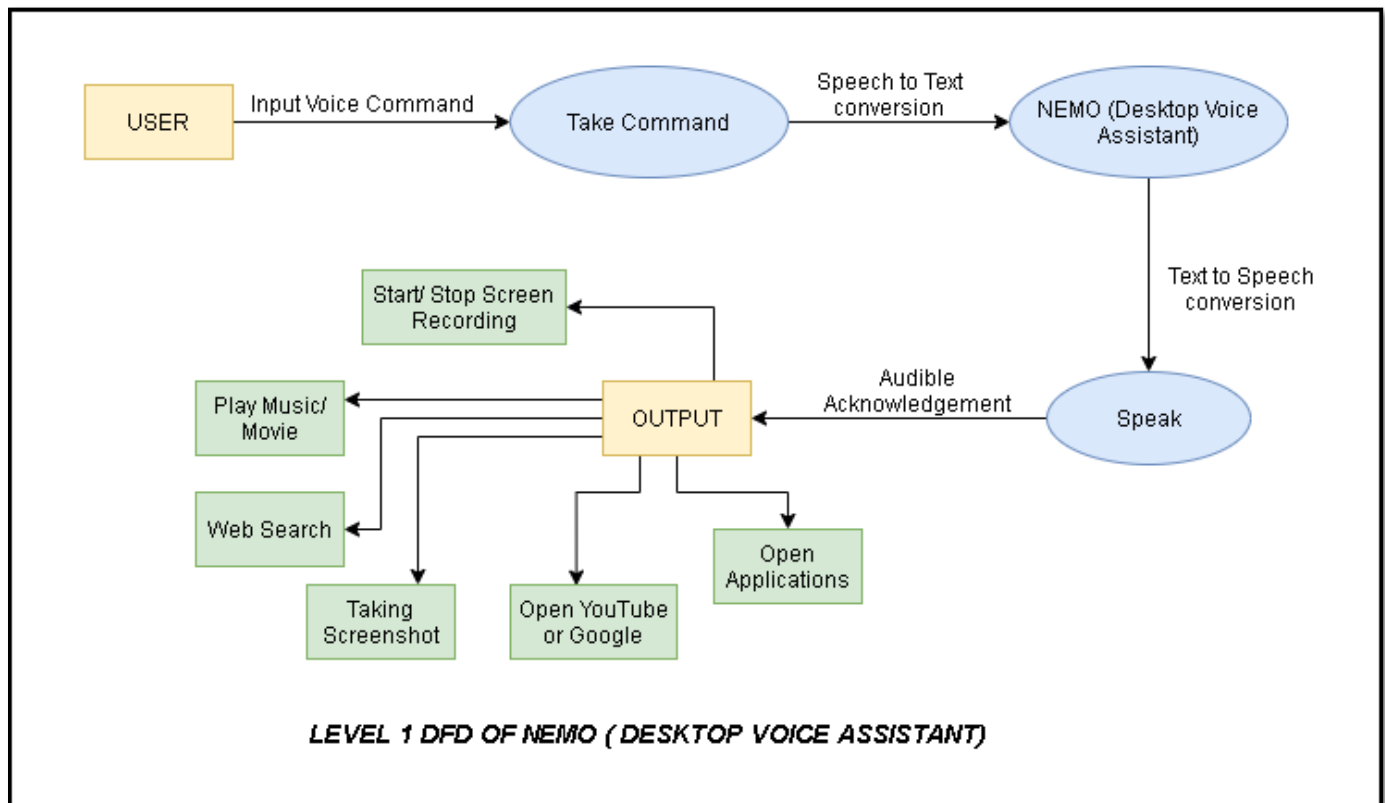 USER
Input Voice Command
Take Command
Speech to Text
conversion
NEMO (Desktop Voice
Assistant)
Text to Speech
conversion
Start/ Stop Screen
Recording
Play Music/
Movie
OUTPUT
Audible
Acknowledgement
Speak
Web Search
Open
Applications
Taking
Screenshot
Open YouTube
or Google
LEVEL 1 DFD OF NEMO ( DESKTOP VOICE ASSISTANT)